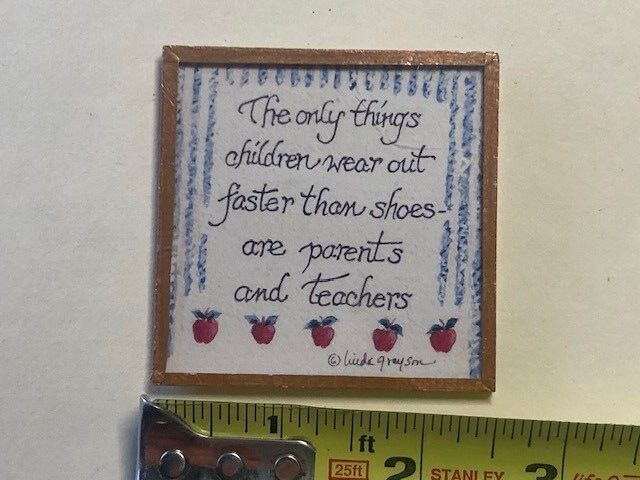 The only things
children wear out
faster than shoes-
are parents
and teachers
© Linda Grayson
1 ft
25ft 2 STANLEY 3